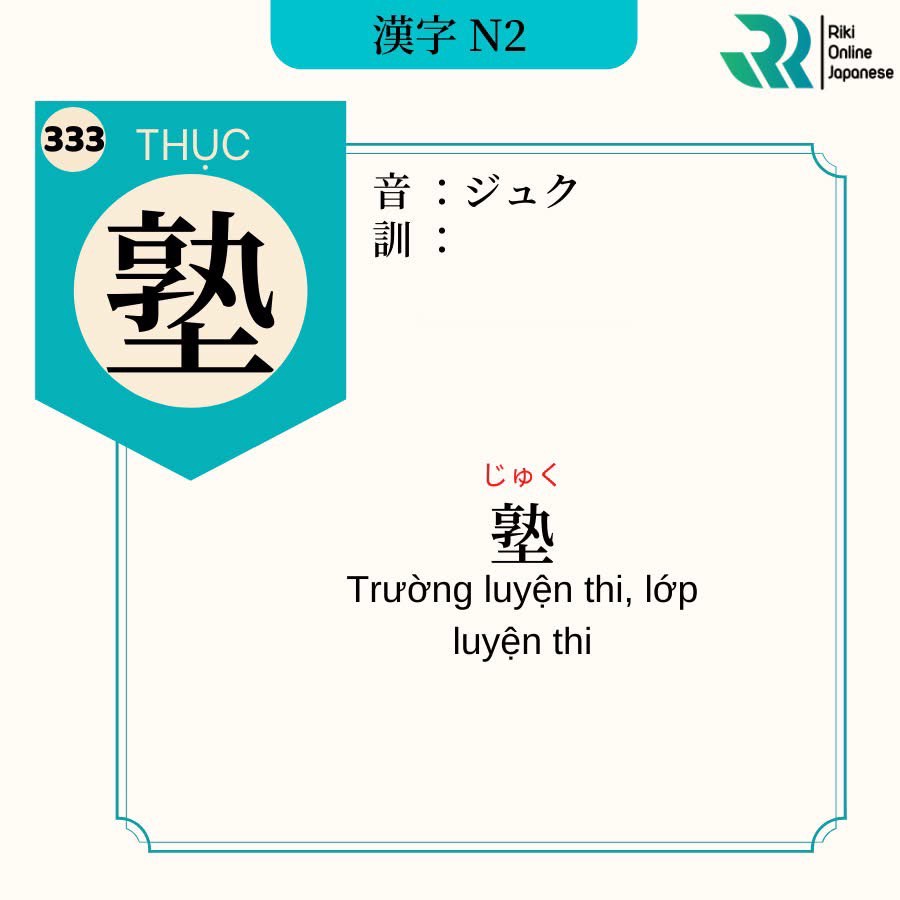 漢字 N2
Riki
Online
Japanese
333
THỤC
塾
音 ：ジュク
訓 ：
じゅく
塾
Trường luyện thi, lớp
luyện thi